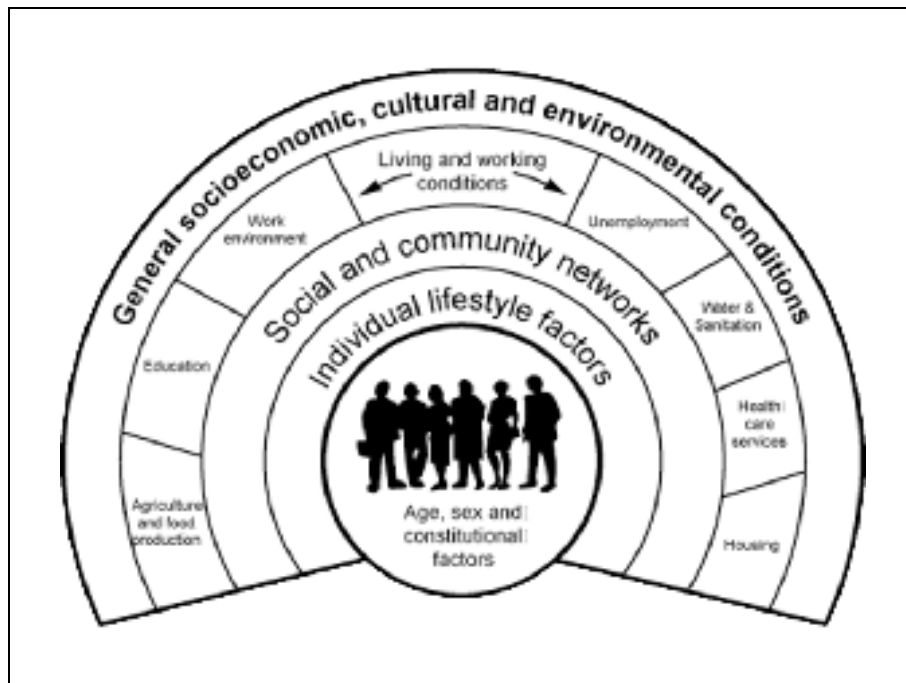 General socioeconomic, cultural and environmental conditions
Living and working
conditions
Work
environment
Unemployment
Education
Water &
Sanitation
Agriculture
and food
production
Health
care
services
Housing
Social and community networks
Individual lifestyle factors
Age, sex and
constitutional
factors